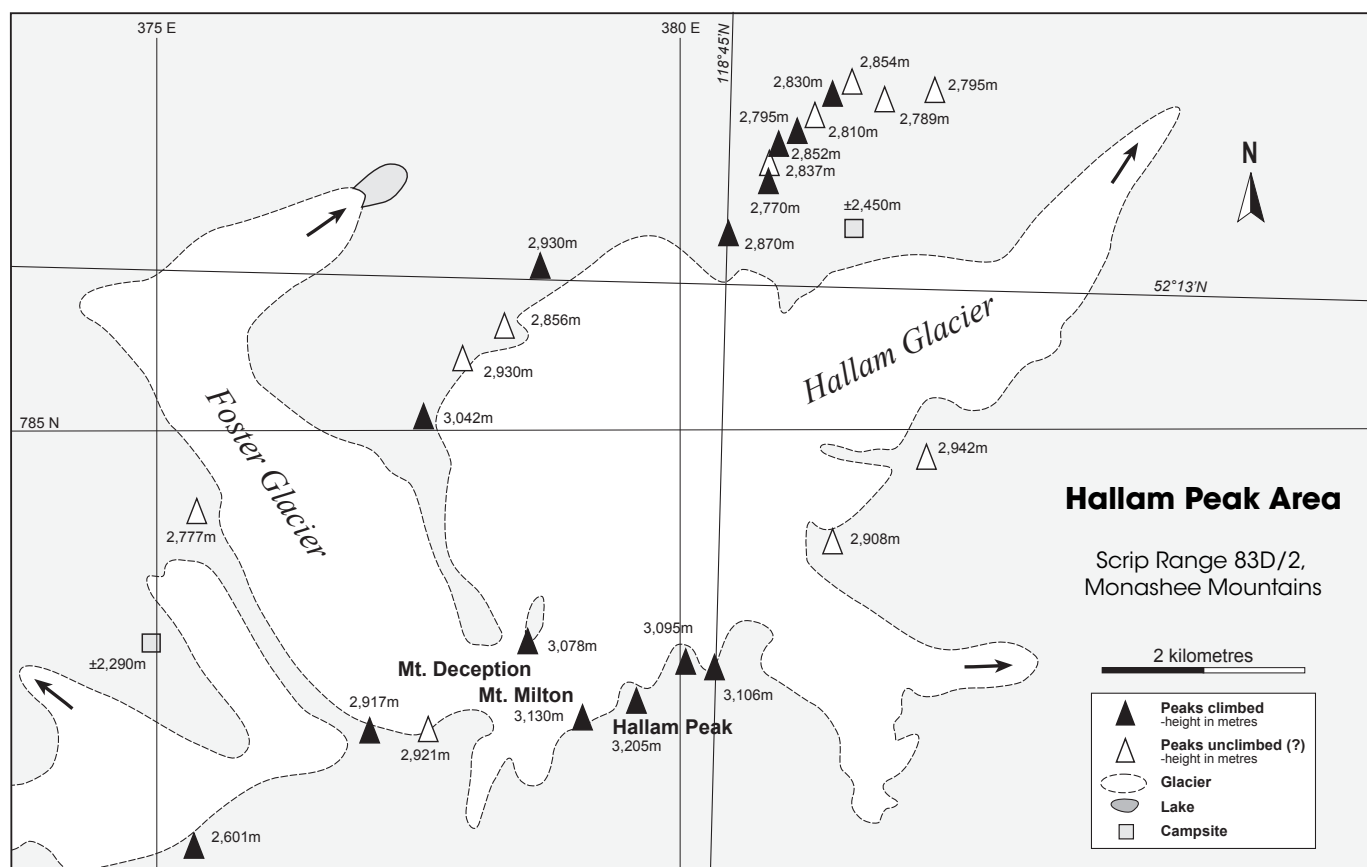 375 E
380 E
118°45'N
2,854m
2,830m
2,795m
2,789m
2,795m
2,810m
2,852m
2,837m
2,770m
±2,450m
N
2,870m
2,930m
52°13'N
2,856m
2,930m
Hallam Glacier
Foster Glacier
785 N
3,042m
2,942m
Hallam Peak Area
2,777m
2,908m
Scrip Range 83D/2,
Monashee Mountains
±2,290m
3,078m
3,095m
Mt. Deception
2 kilometres
3,106m
Mt. Milton
2,917m
3,130m
Hallam Peak
3,205m
2,921m
2,601m
Peaks climbed
-height in metres
Peaks unclimbed (?)
-height in metres
Glacier
Lake
Campsite